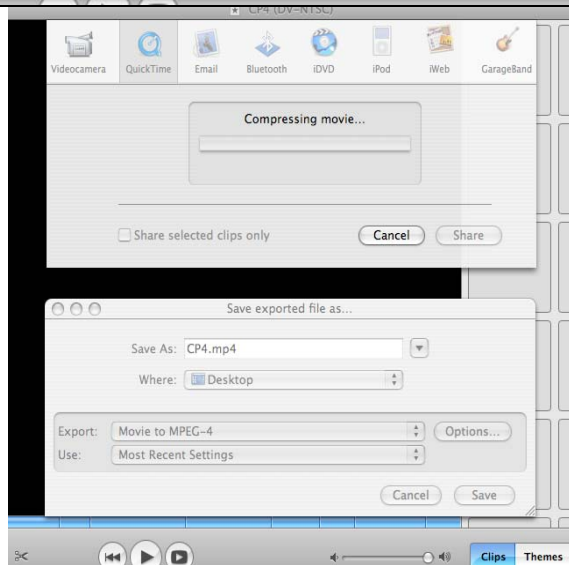 CP4 (DV-NTSC)
Videocamera QuickTime Email Bluetooth iDVD iPod iWeb GarageBand
Compressing movie...
Share selected clips only Cancel Share
Save exported file as...
Save As: CP4.mp4
Where: Desktop
Export: Movie to MPEG-4 Options...
Use: Most Recent Settings
Cancel Save
Clips Themes